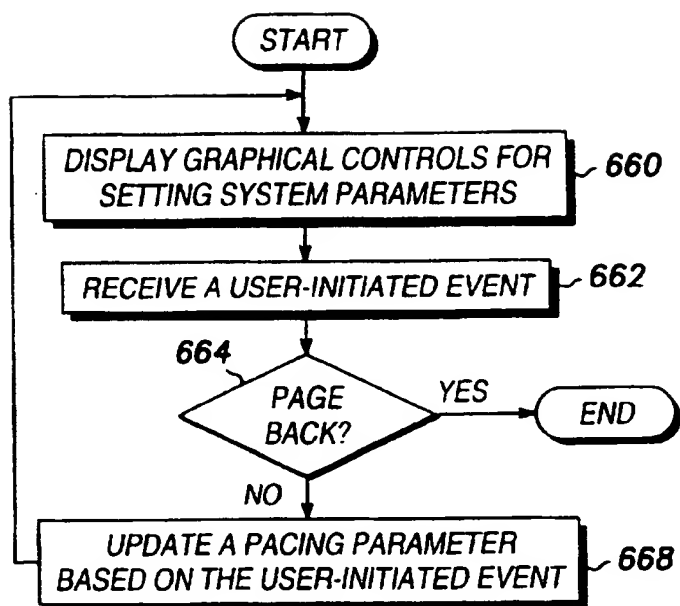 START
DISPLAY GRAPHICAL CONTROLS FOR
SETTING SYSTEM PARAMETERS
660
RECEIVE A USER-INITIATED EVENT
662
664
PAGE
BACK?
YES
END
NO
UPDATE A PACING PARAMETER
BASED ON THE USER-INITIATED EVENT
668